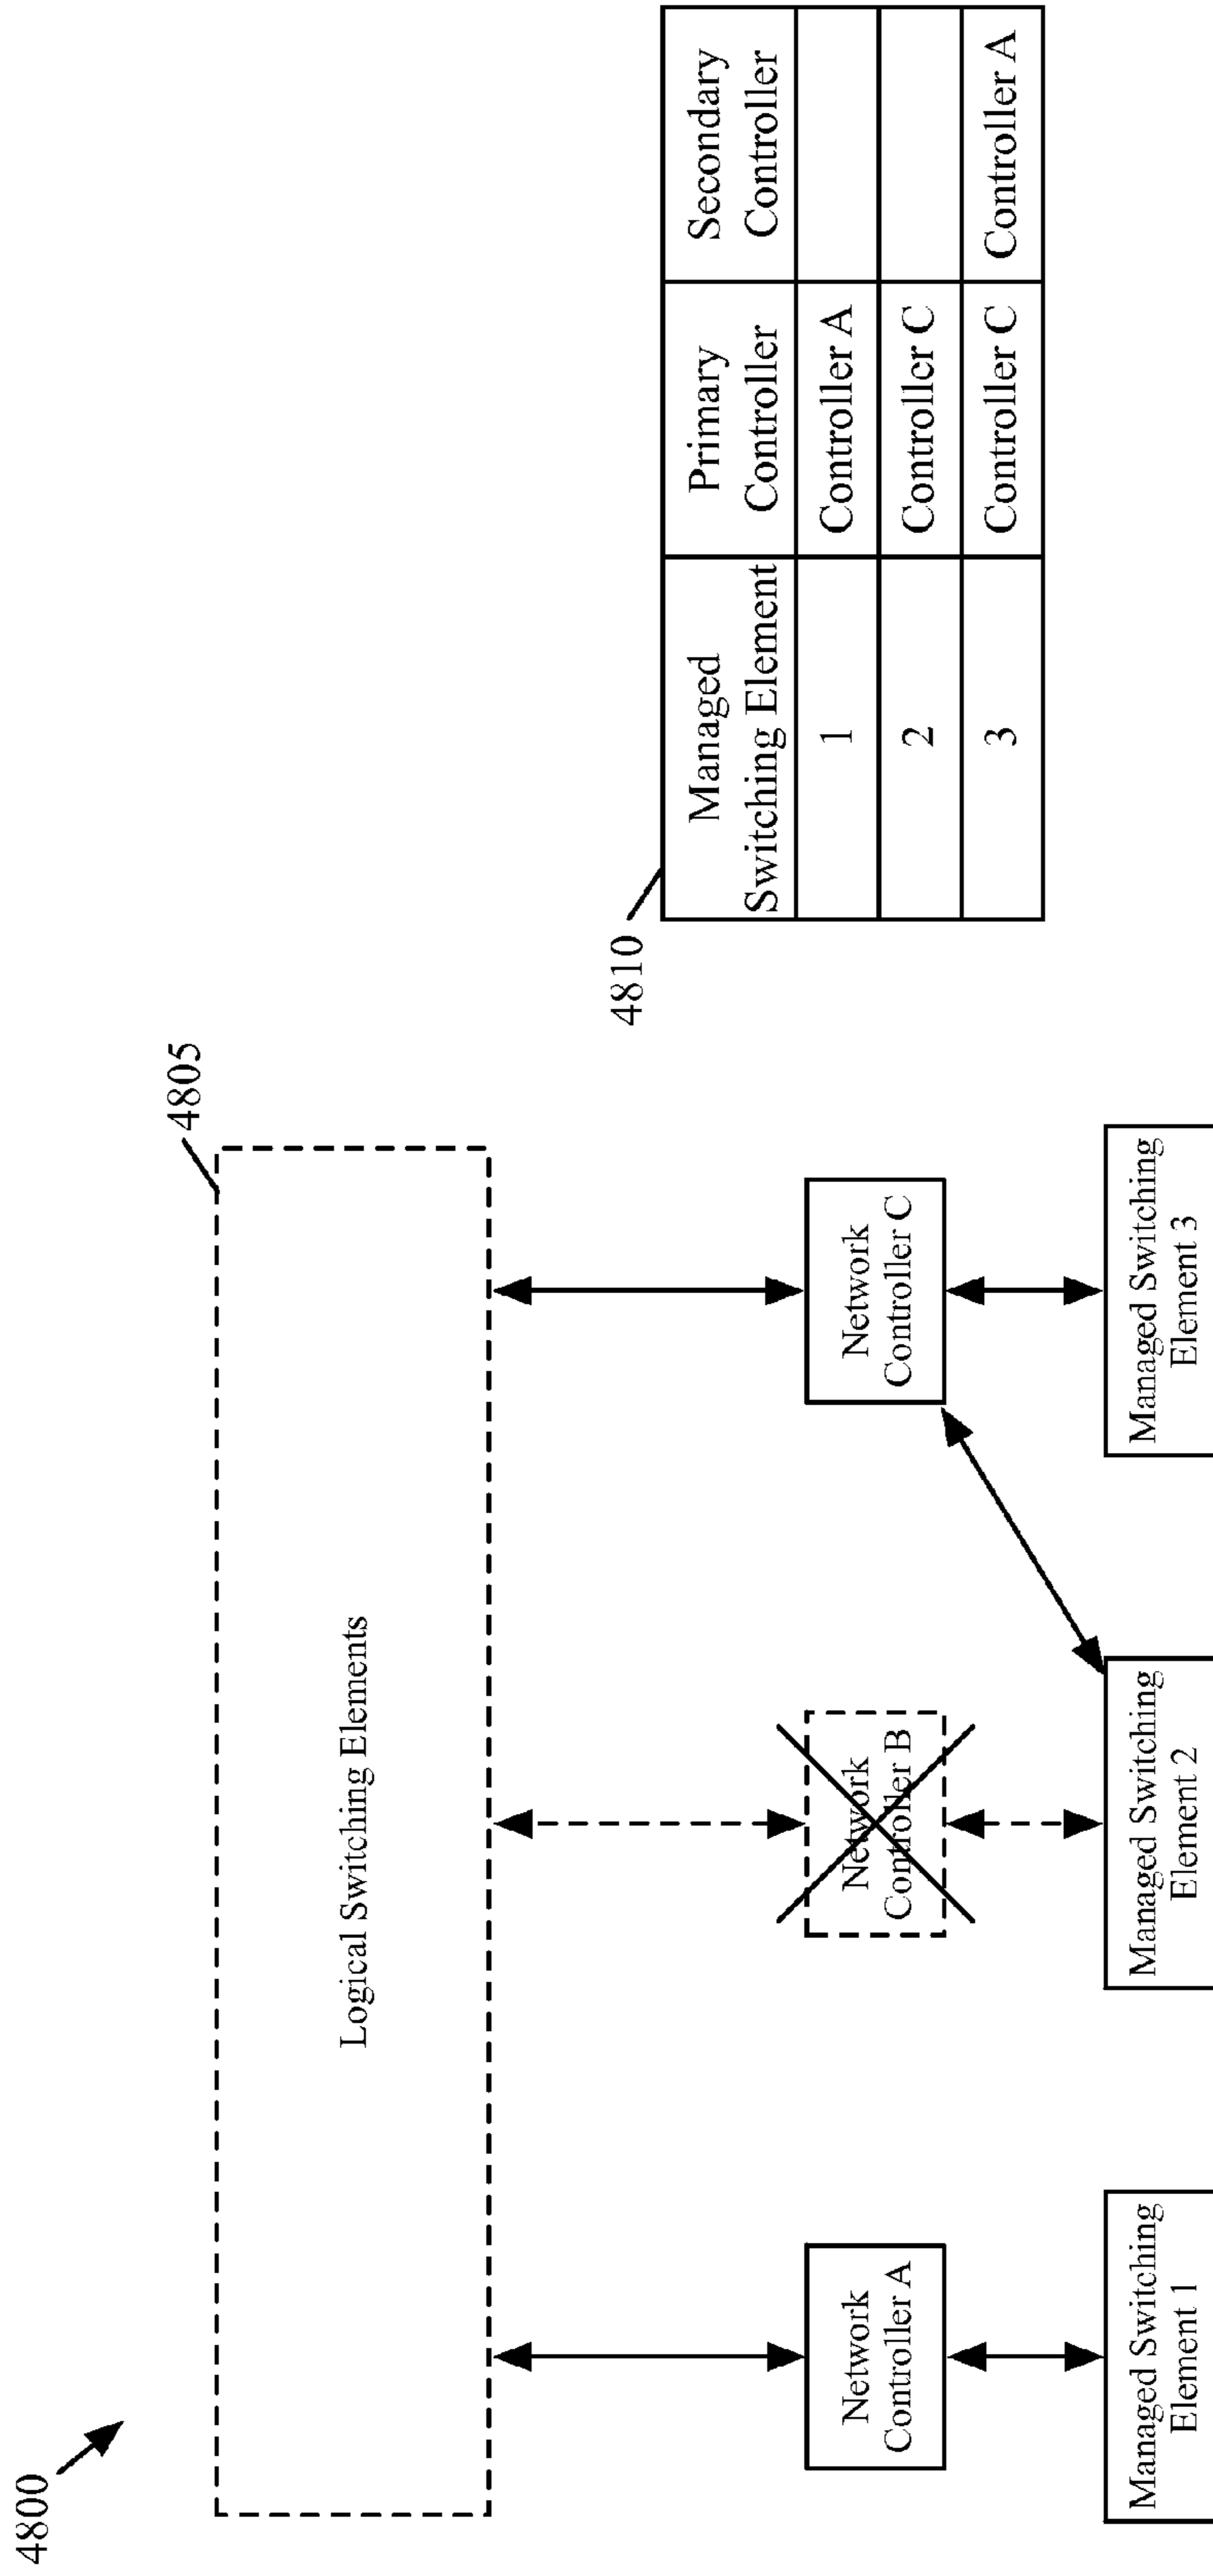 4800
4805
Logical Switching Elements
Network
Controller A
Network
Controller B
Network
Controller C
Managed Switching
Element 1
Managed Switching
Element 2
Managed Switching
Element 3
4810
Managed
Switching Element
Primary
Controller
Secondary
Controller
1
Controller A
2
Controller C
3
Controller C
Controller A